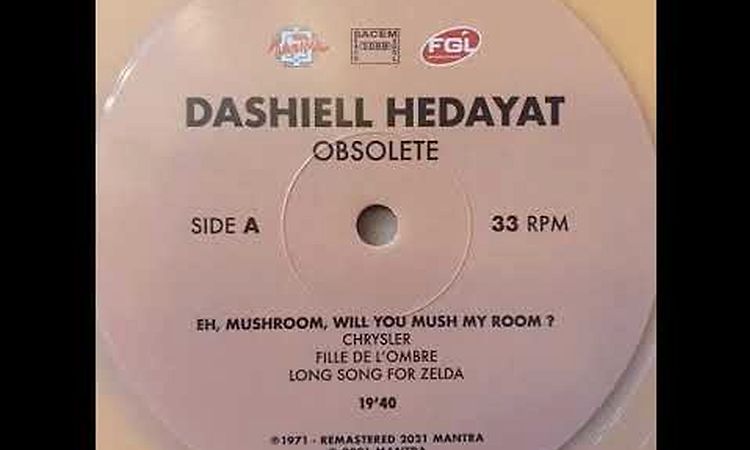 SACEM
FGL
DASHIELL HEDAYAT
OBSOLETE
SIDE A
33 RPM
EH, MUSHROOM, WILL YOU MUSH MY ROOM ?
CHRYSLER
FILLE DE L'OMBRE
LONG SONG FOR ZELDA
19'40
℗1971 - REMASTERED 2021 MANTRA